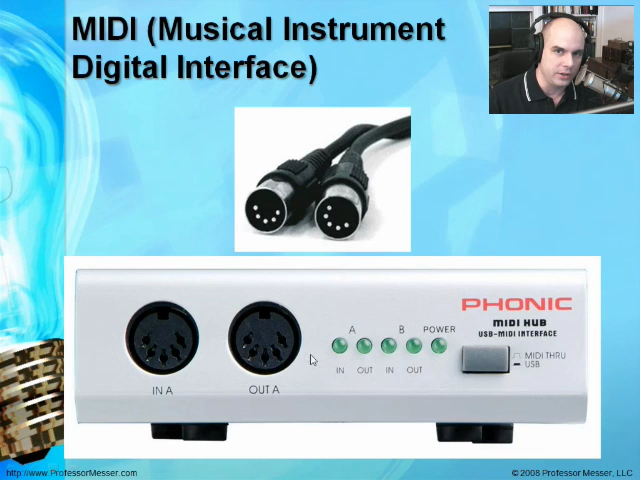 MIDI (Musical Instrument
Digital Interface)
PHONIC
MIDI HUB
USB-MIDI INTERFACE
A B POWER
IN OUT IN OUT
MIDI THRU
USB
IN A OUT A
http://www.ProfessorMesser.com © 2008 Professor Messer, LLC